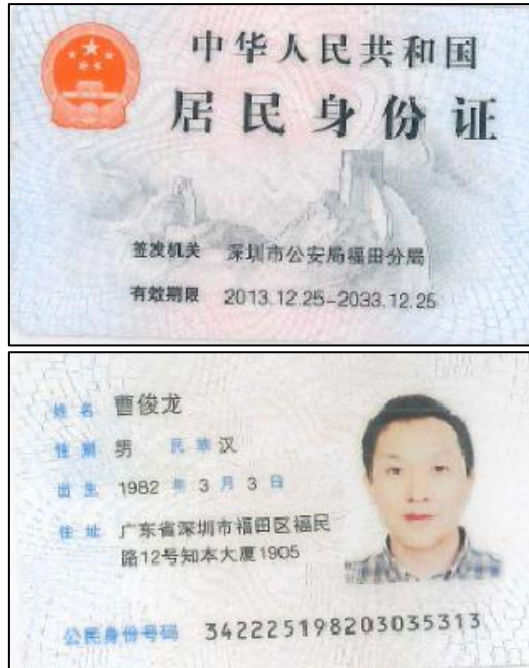 中华人民共和国
居民身份证
签发机关 深圳市公安局福田分局
有效期限 2013.12.25-2033.12.25
姓名 曹俊龙
性别 男 民族 汉
出生 1982 年 3 月 3 日
住址 广东省深圳市福田区福民
路12号知本大厦1905
公民身份号码 342225198203035313